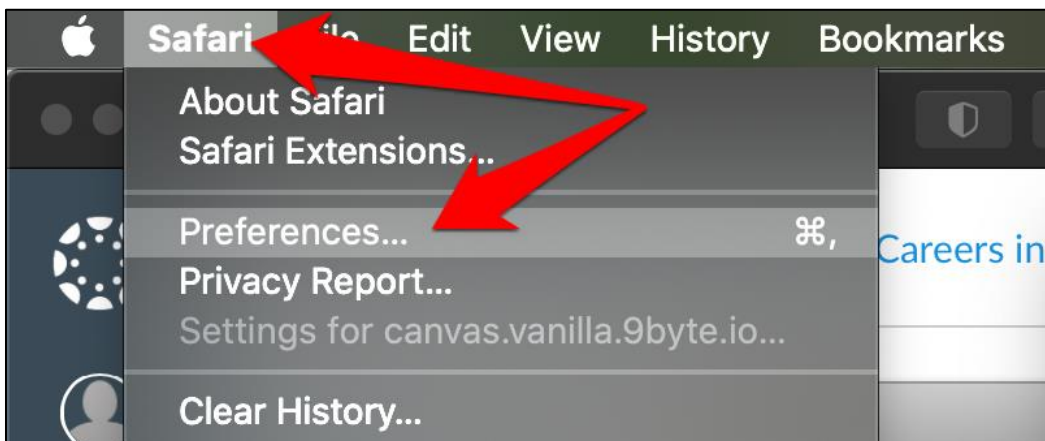 Safari File Edit View History Bookmarks
About Safari
Safari Extensions...
Preferences... ⌘,
Careers in
Privacy Report...
Settings for canvas.vanilla.9byte.io...
Clear History...